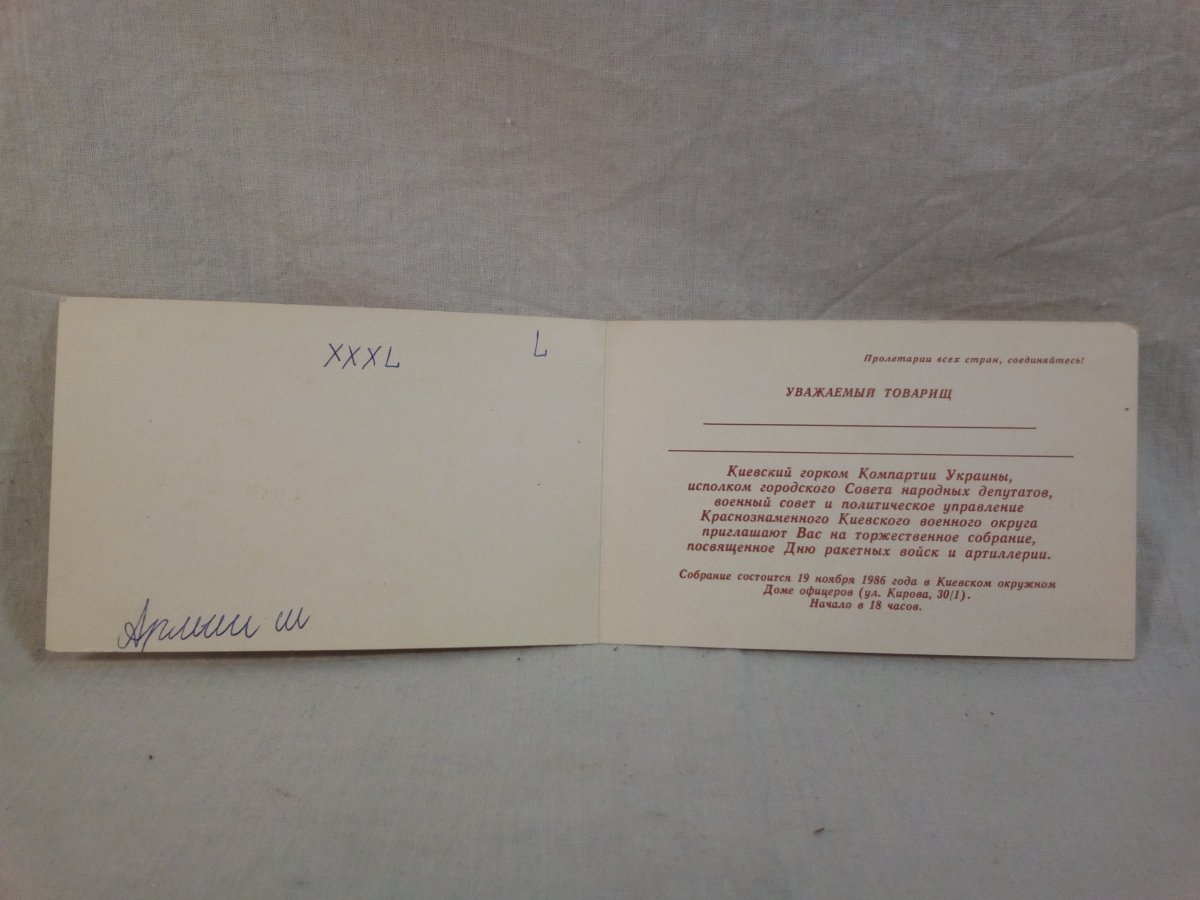 XXXL
L
Пролетарии всех стран, соединяйтесь!
УВАЖАЕМЫЙ ТОВАРИЩ
Киевский горком Компартии Украины,
исполком городского Совета народных депутатов,
военный совет и политическое управление
Краснознаменного Киевского военного округа
приглашают Вас на торжественное собрание,
посвященное Дню ракетных войск и артиллерии.
Собрание состоится 19 ноября 1986 года в Киевском окружном
Доме офицеров (ул. Кирова, 30/1).
Начало в 18 часов.